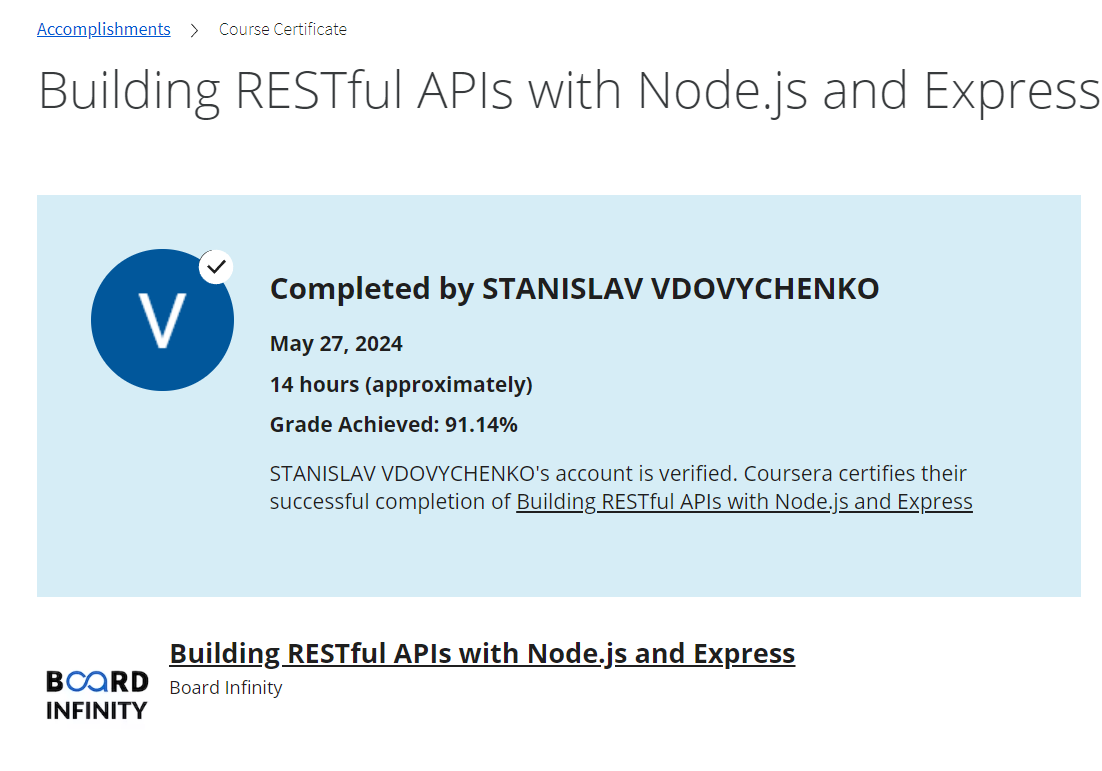 Accomplishments > Course Certificate
Building RESTful APIs with Node.js and Express
V
Completed by STANISLAV VDOVYCHENKO
May 27, 2024
14 hours (approximately)
Grade Achieved: 91.14%
STANISLAV VDOVYCHENKO's account is verified. Coursera certifies their
successful completion of Building RESTful APIs with Node.js and Express
Building RESTful APIs with Node.js and Express
Board Infinity
BOARD
INFINITY